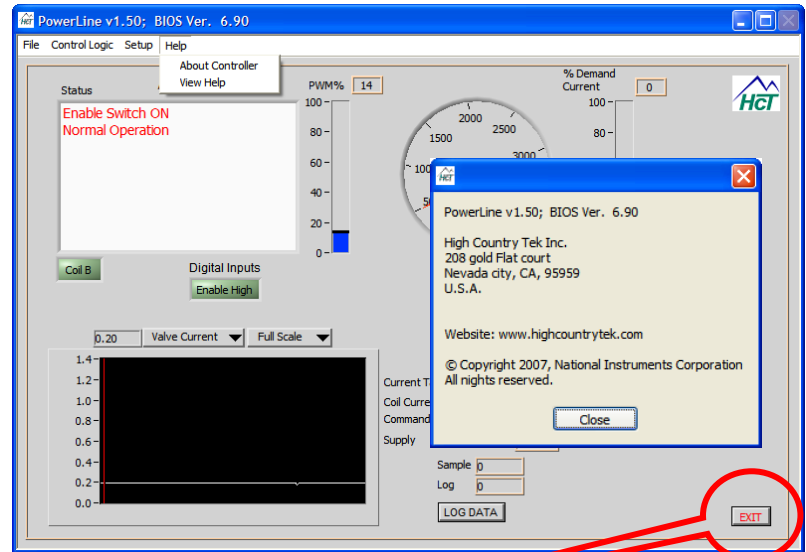 PowerLine v1.50; BIOS Ver. 6.90
File Control Logic Setup Help
About Controller
View Help
Status
Enable Switch ON
Normal Operation
PWM% 14
100
80
60
40
20
0
1500
2000
2500
3000
% Demand
Current 0
100
80
HCT
Coil B
Digital Inputs
Enable High
0.20 Valve Current Full Scale
1.4
1.2
1.0
0.8
0.6
0.4
0.2
0.0
Current T
Coil Curre
Command
Supply
Sample 0
Log 0
LOG DATA
EXIT
HCT
PowerLine v1.50; BIOS Ver. 6.90
High Country Tek Inc.
208 gold Flat court
Nevada city, CA, 95959
U.S.A.
Website: www.highcountrytek.com
© Copyright 2007, National Instruments Corporation
All nights reserved.
Close